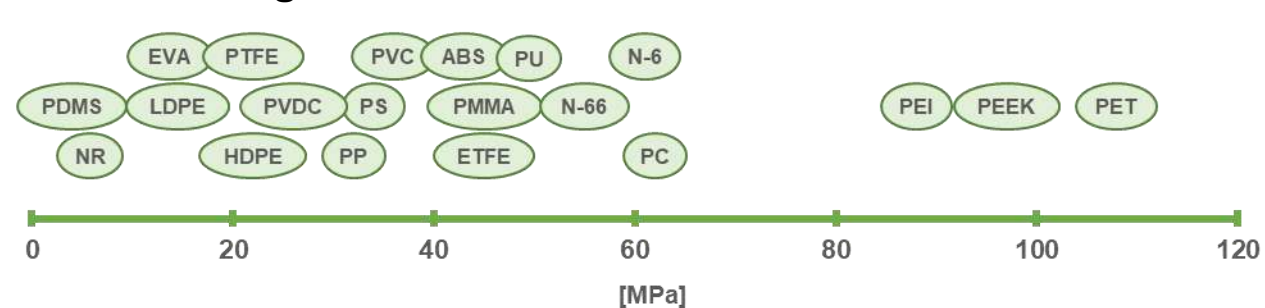 EVA PTFE PVC ABS PU N-6
PDMS LDPE PVDC PS PMMA N-66 PEI PEEK PET
NR HDPE PP ETFE PC
0 20 40 60 80 100 120
[MPa]